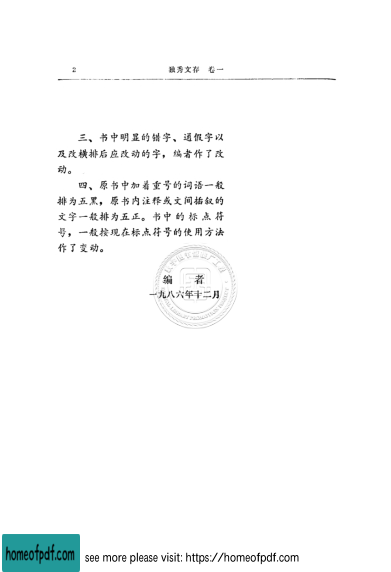 2 独秀文存 卷一
三、书中明显的错字、通假字以
及改横排后应改动的字，编者作了改
动。
四、原书中加着重号的词语一般
排为五黑，原书内注释或文间插叙的
文字一般排为五正。书中的标点符
号，一般按现在标点符号的使用方法
作了变动。
编 者
一九八六年十二月
homeofpdf.com
see more please visit: https://homeofpdf.com